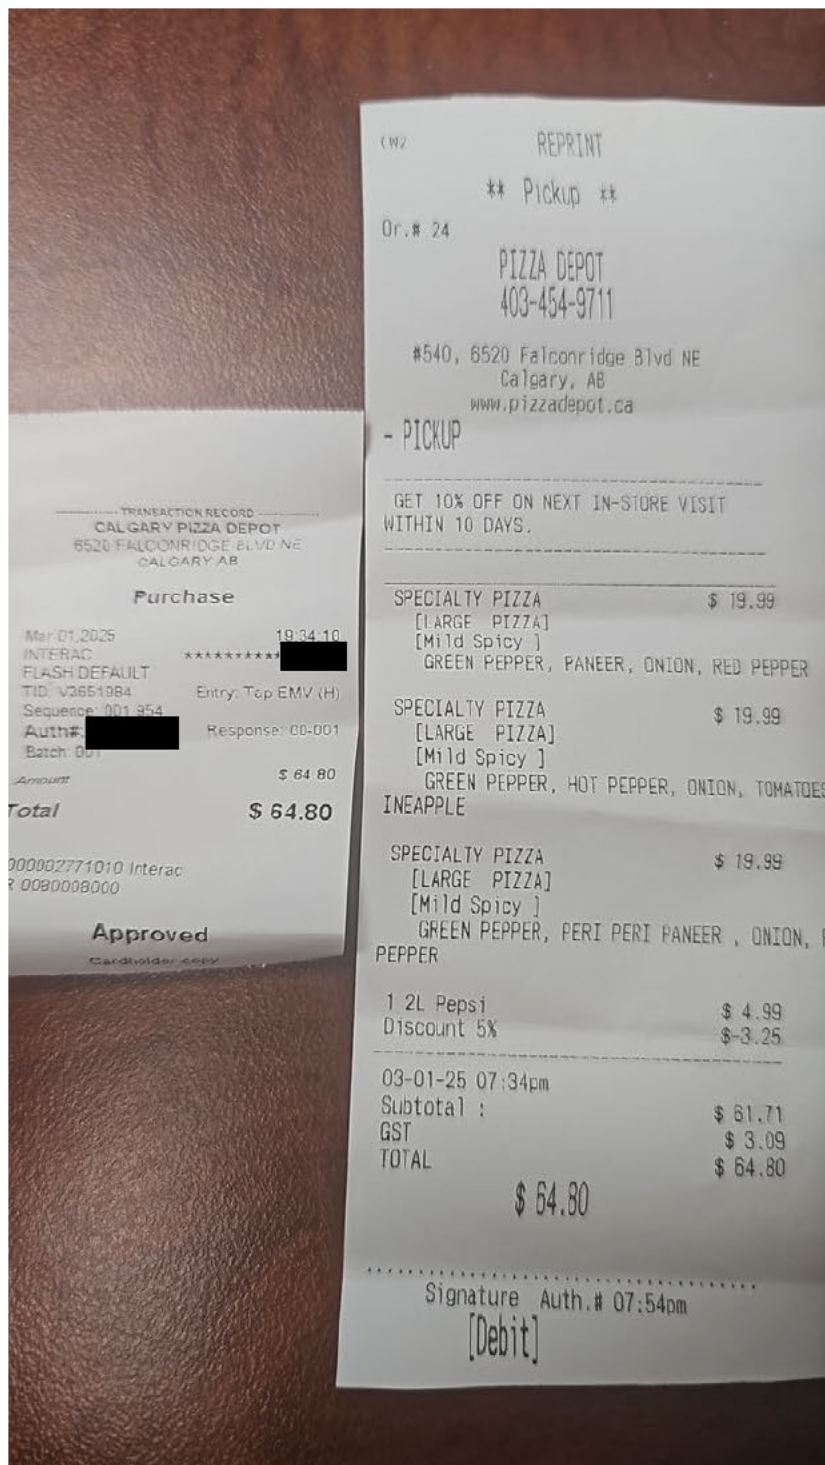 TRANSACTION RECORD
CALGARY PIZZA DEPOT
6520 FALCONRIDGE BLVD NE
CALGARY AB
Purchase
Mar 01,2025 19:34:10
INTERAC **********
FLASH DEFAULT
TID: V3651984 Entry: Tap EMV (H)
Sequence: 001 954
Auth#: Response: 00-001
Batch: 001
Amount $ 64.80
Total $ 64.80
000002771010 Interac
0080008000
Approved
Cardholder copy
(W2 REPRINT
** Pickup **
Or.# 24
PIZZA DEPOT
403-454-9711
#540, 6520 Falconridge Blvd NE
Calgary, AB
www.pizzadepot.ca
- PICKUP
GET 10% OFF ON NEXT IN-STORE VISIT
WITHIN 10 DAYS.
SPECIALTY PIZZA $ 19.99
[LARGE PIZZA]
[Mild Spicy ]
GREEN PEPPER, PANEER, ONION, RED PEPPER
SPECIALTY PIZZA $ 19.99
[LARGE PIZZA]
[Mild Spicy ]
GREEN PEPPER, HOT PEPPER, ONION, TOMATOES
INEAPPLE
SPECIALTY PIZZA $ 19.99
[LARGE PIZZA]
[Mild Spicy ]
GREEN PEPPER, PERI PERI PANEER , ONION,
PEPPER
1 2L Pepsi $ 4.99
Discount 5% $-3.25
03-01-25 07:34pm
Subtotal : $ 61.71
GST $ 3.09
TOTAL $ 64.80
$ 64.80
Signature Auth.# 07:54pm
[Debit]